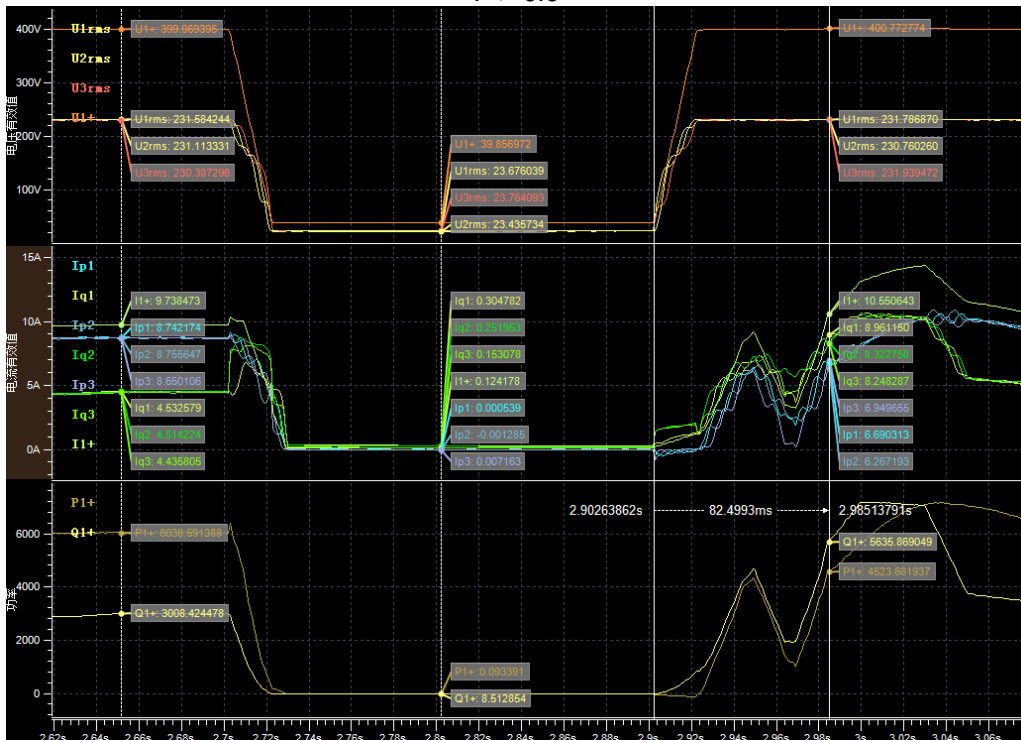 400V
U1rms
U1+: 399.969395
U1+: 400.772774
U2rms
300V
U3rms
U1+
U1rms: 231.584244
U1rms: 231.786870
200V
U2rms: 231.113331
U1+: 39.856972
U2rms: 230.760260
U3rms: 230.387296
U1rms: 23.676039
U3rms: 231.939472
100V
U3rms: 23.764093
U2rms: 23.435734
电压有效值
15A
Ip1
Iq1
I1+: 9.738473
Iq1: 0.304782
I1+: 10.550643
10A
Ip2
Ip1: 8.742174
Iq2: 0.251953
Iq1: 8.961150
Iq2
Ip2: 8.755647
Iq3: 0.153078
Iq2: 8.322758
5A
Ip3
Ip3: 8.650106
I1+: 0.124178
Iq3: 8.248287
Iq1: 4.532579
Ip1: 0.000539
Ip3: 6.949655
Iq3
Iq2: 4.514224
Ip2: -0.001285
Ip1: 6.690313
0A
I1+
Iq3: 4.435805
Ip3: 0.007163
Ip2: 6.267193
电流有效值
P1+
2.90263862s
82.4993ms
2.98513791s
6000
Q1+
P1+: 6036.591388
Q1+: 5635.869049
4000
P1+: 4523.661937
Q1+: 3008.424478
2000
P1+: 0.093391
0
Q1+: 8.512854
功率
2.62s 2.64s 2.66s 2.68s 2.7s 2.72s 2.74s 2.76s 2.78s 2.8s 2.82s 2.84s 2.86s 2.88s 2.9s 2.92s 2.94s 2.96s 2.98s 3s 3.02s 3.04s 3.06s